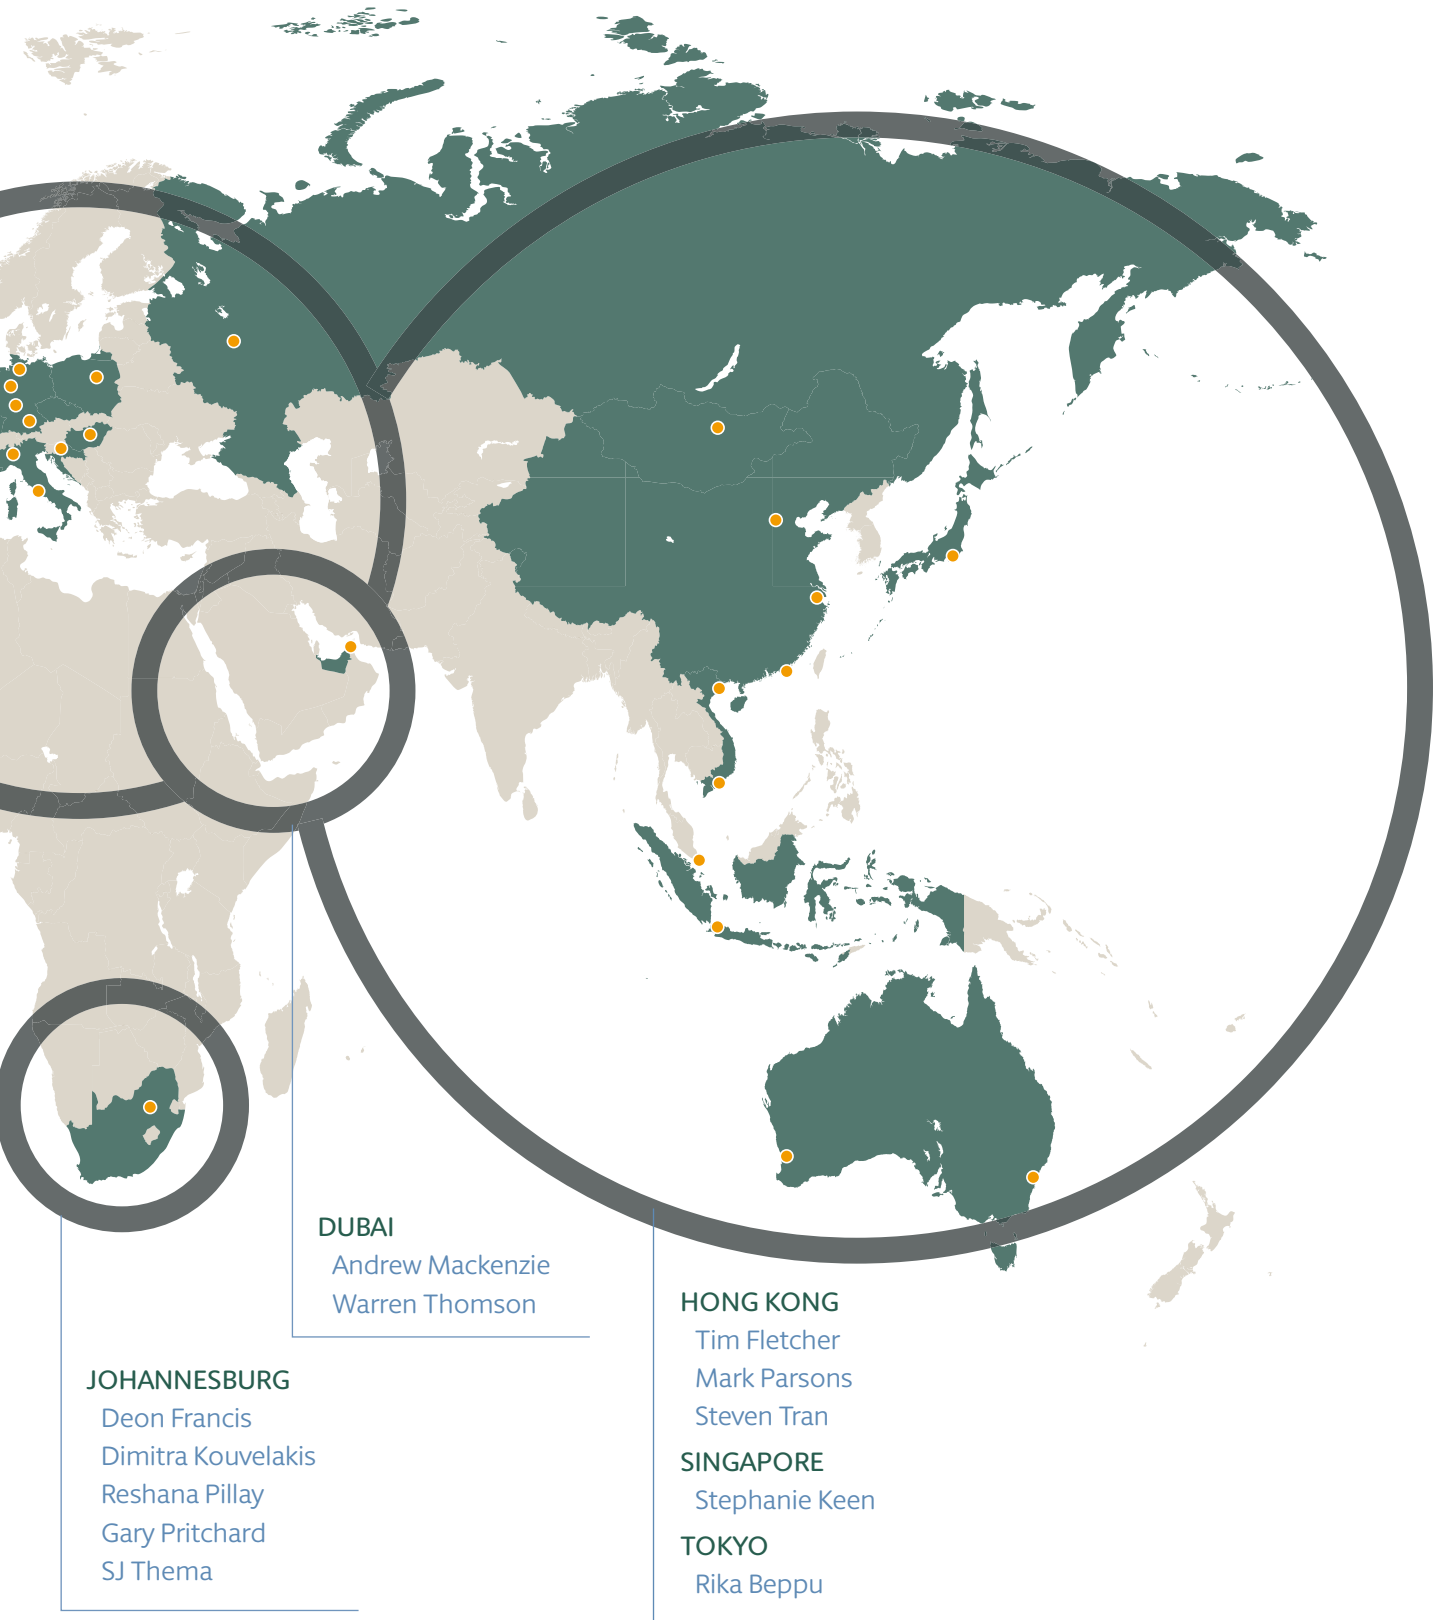 DUBAI
Andrew Mackenzie
Warren Thomson
JOHANNESBURG
Deon Francis
Dimitra Kouvelakis
Reshana Pillay
Gary Pritchard
SJ Thema
HONG KONG
Tim Fletcher
Mark Parsons
Steven Tran
SINGAPORE
Stephanie Keen
TOKYO
Rika Beppu